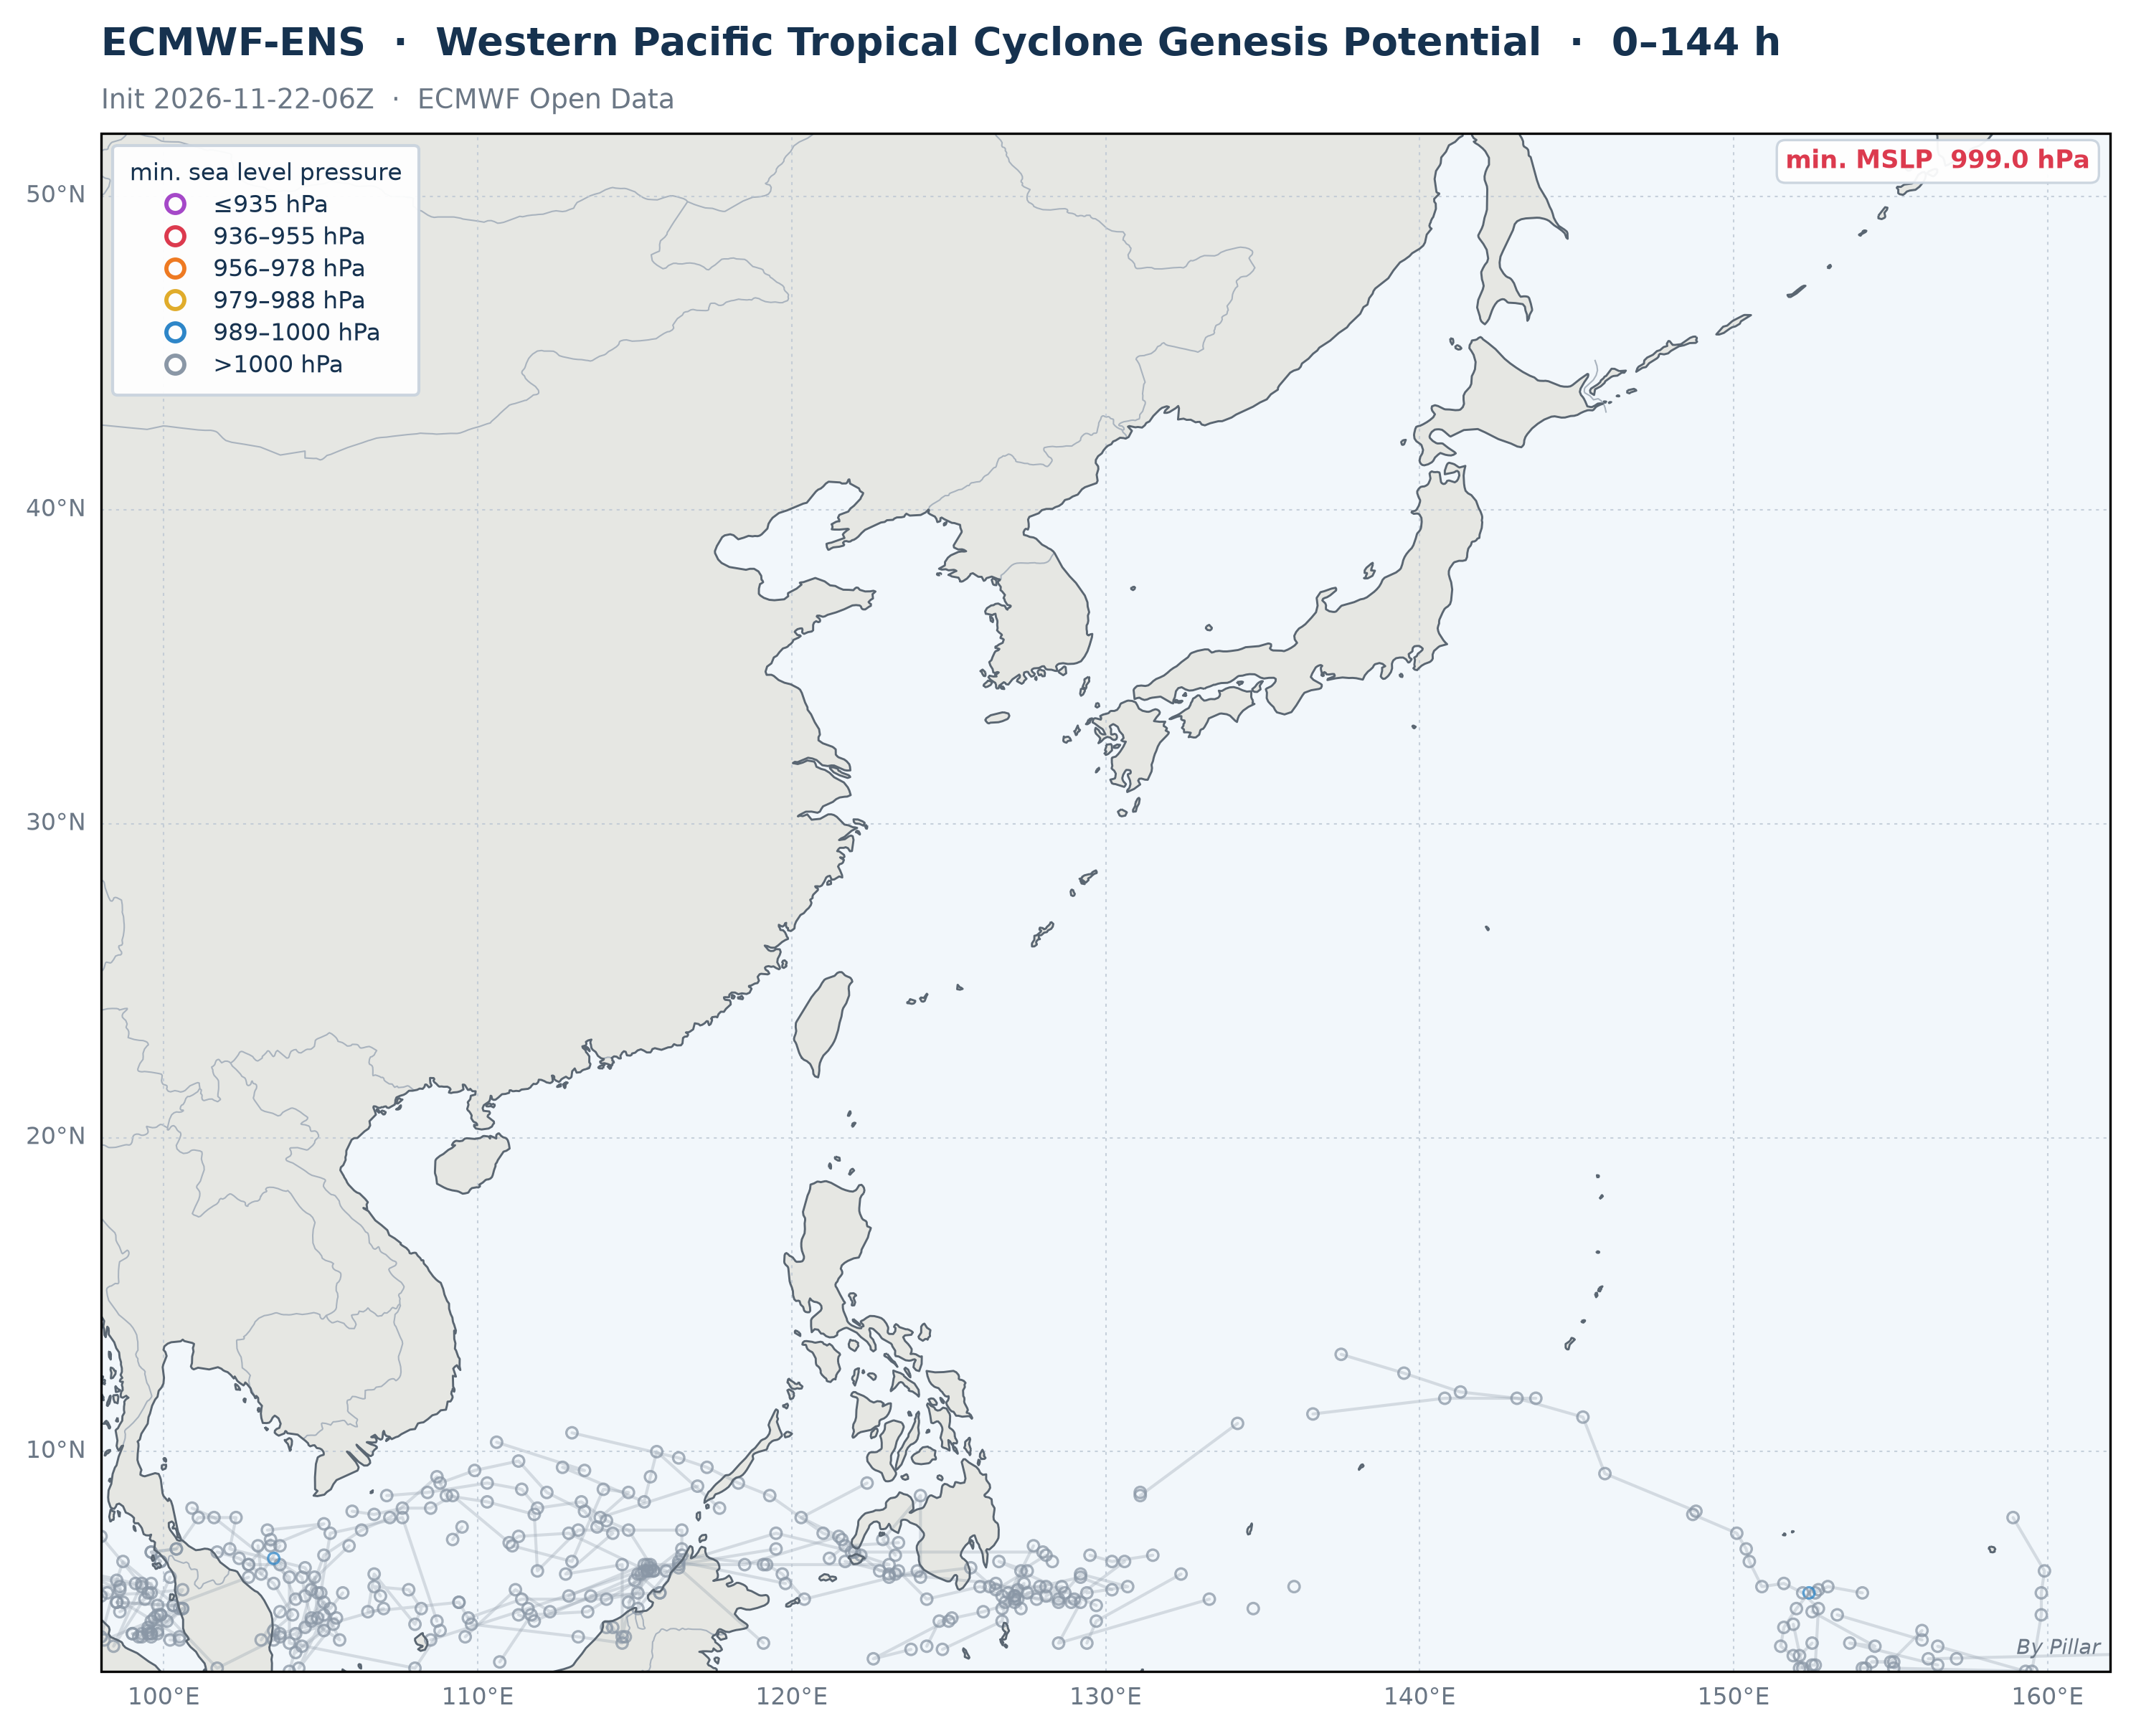 ECMWF-ENS · Western Pacific Tropical Cyclone Genesis Potential · 0–144 h
Init 2026-11-22-06Z · ECMWF Open Data
min. sea level pressure
≤935 hPa
936–955 hPa
956–978 hPa
979–988 hPa
989–1000 hPa
>1000 hPa
min. MSLP 999.0 hPa
50°N
40°N
30°N
20°N
10°N
By Pillar
100°E 110°E 120°E 130°E 140°E 150°E 160°E